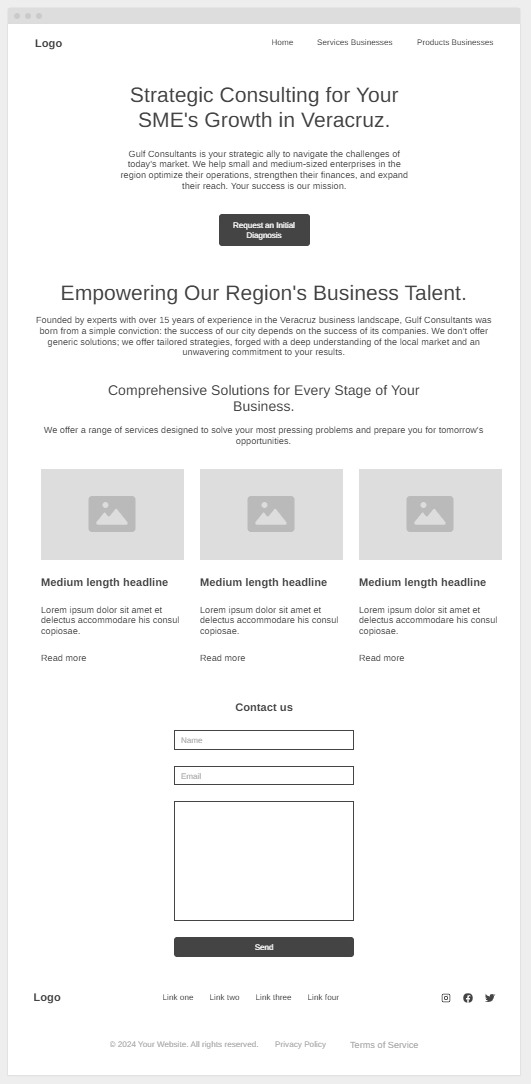 Logo
Home Services Businesses Products Businesses
Strategic Consulting for Your
SME's Growth in Veracruz.
Gulf Consultants is your strategic ally to navigate the challenges of
today's market. We help small and medium-sized enterprises in the
region optimize their operations, strengthen their finances, and expand
their reach. Your success is our mission.
Request an Initial
Diagnosis
Empowering Our Region's Business Talent.
Founded by experts with over 15 years of experience in the Veracruz business landscape, Gulf Consultants was
born from a simple conviction: the success of our city depends on the success of its companies. We don't offer
generic solutions; we offer tailored strategies, forged with a deep understanding of the local market and an
unwavering commitment to your results.
Comprehensive Solutions for Every Stage of Your
Business.
We offer a range of services designed to solve your most pressing problems and prepare you for tomorrow's
opportunities.
Medium length headline
Lorem ipsum dolor sit amet et
delectus accommodare his consul
copiosae.
Read more
Medium length headline
Lorem ipsum dolor sit amet et
delectus accommodare his consul
copiosae.
Read more
Medium length headline
Lorem ipsum dolor sit amet et
delectus accommodare his consul
copiosae.
Read more
Contact us
Name
Email
Send
Logo
Link one Link two Link three Link four
© 2024 Your Website. All rights reserved. Privacy Policy Terms of Service